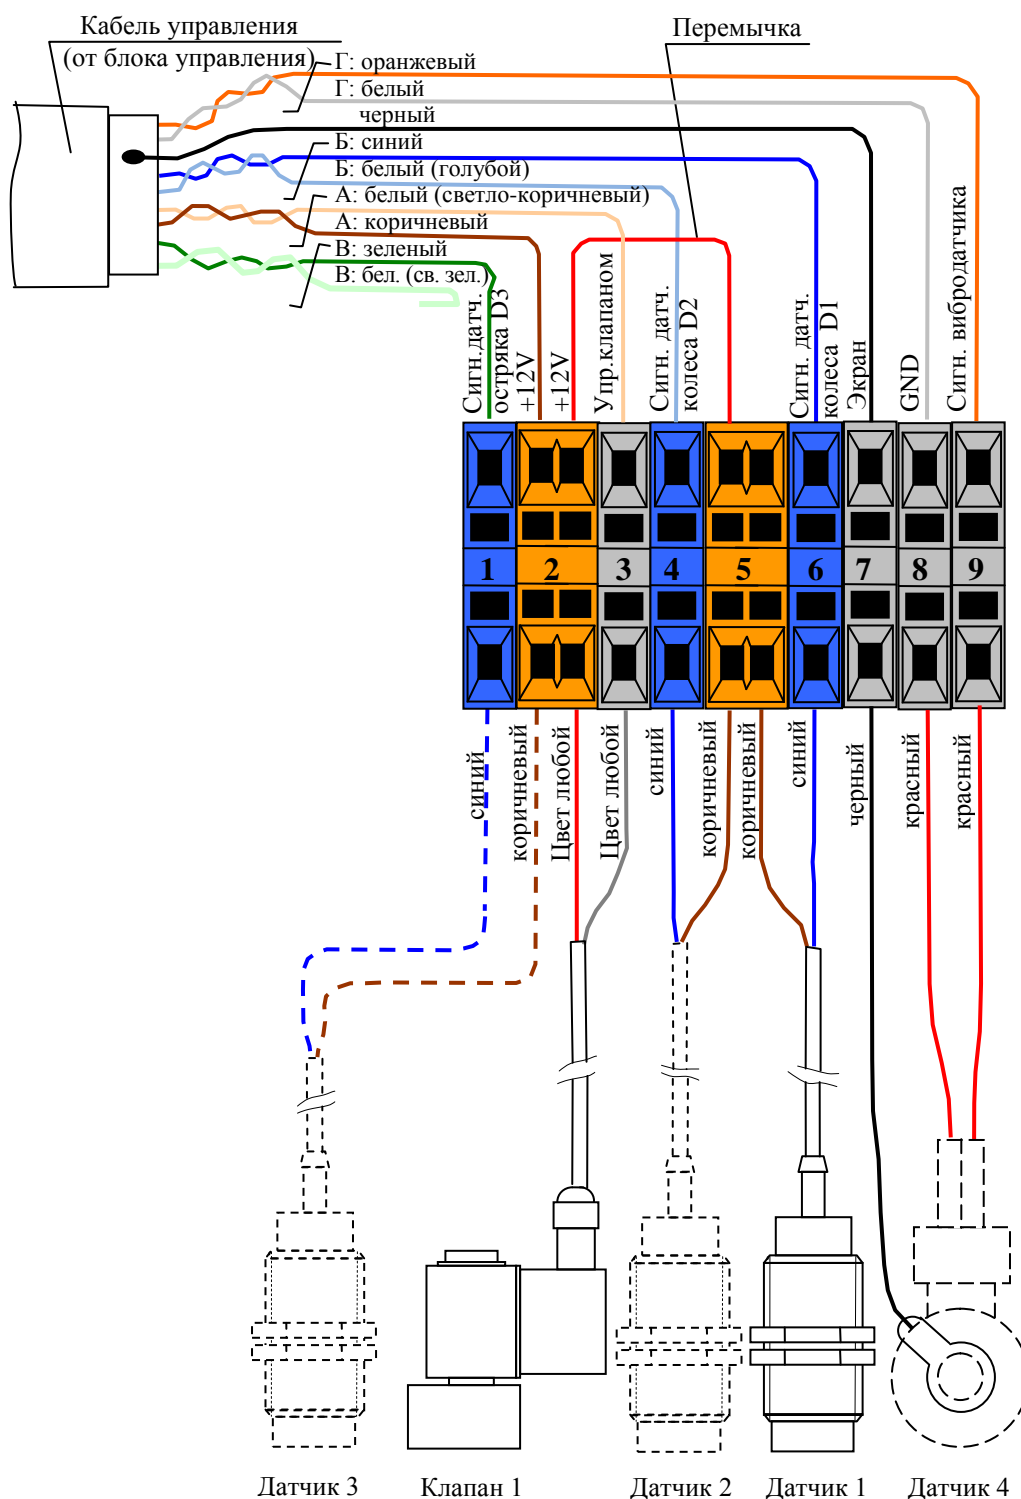 Кабель управления
(от блока управления)
Перемычка
Г: оранжевый
Г: белый
черный
Б: синий
Б: белый (голубой)
А: белый (светло-коричневый)
А: коричневый
В: зеленый
В: бел. (св. зел.)
Сигн.датч.
остряка D3
+12V
+12V
Упр.клапаном
Сигн. датч.
колеса D2
Сигн. датч.
колеса D1
Экран
GND
Сигн. вибродатчика
1
2
3
4
5
6
7
8
9
синий
коричневый
Цвет любой
Цвет любой
синий
коричневый
коричневый
синий
черный
красный
красный
Датчик 3
Клапан 1
Датчик 2
Датчик 1
Датчик 4